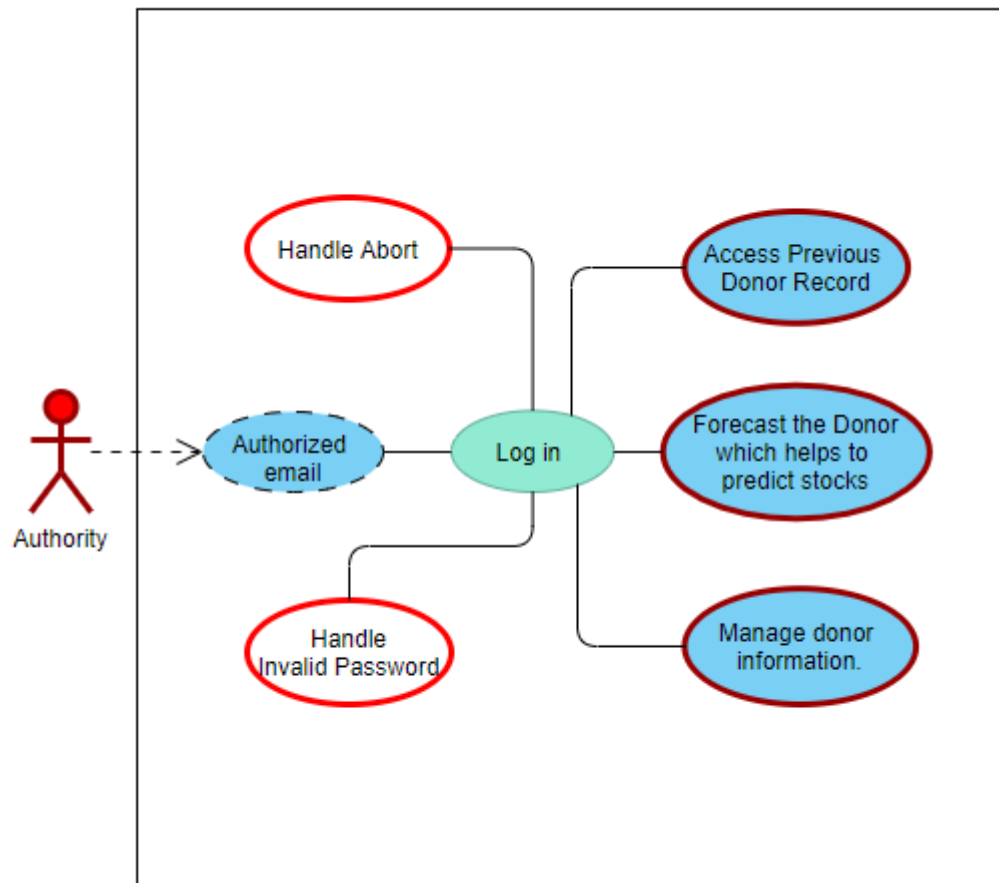 Handle Abort
Access Previous
Donor Record
Authority
Authorized
email
Log in
Forecast the Donor
which helps to
predict stocks
Handle
Invalid Password
Manage donor
information.